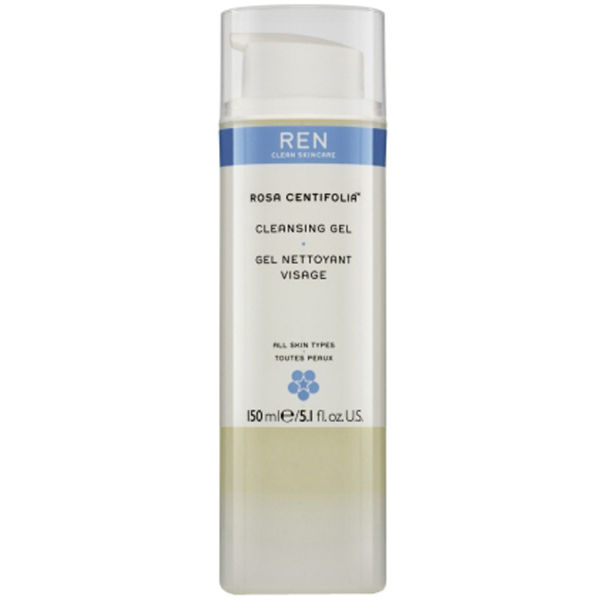 REN
CLEAN SKINCARE
ROSA CENTIFOLIA™
CLEANSING GEL
GEL NETTOYANT
VISAGE
ALL SKIN TYPES
TOUTES PEAUX
150 ml℮/5.1 fl.oz.U.S.